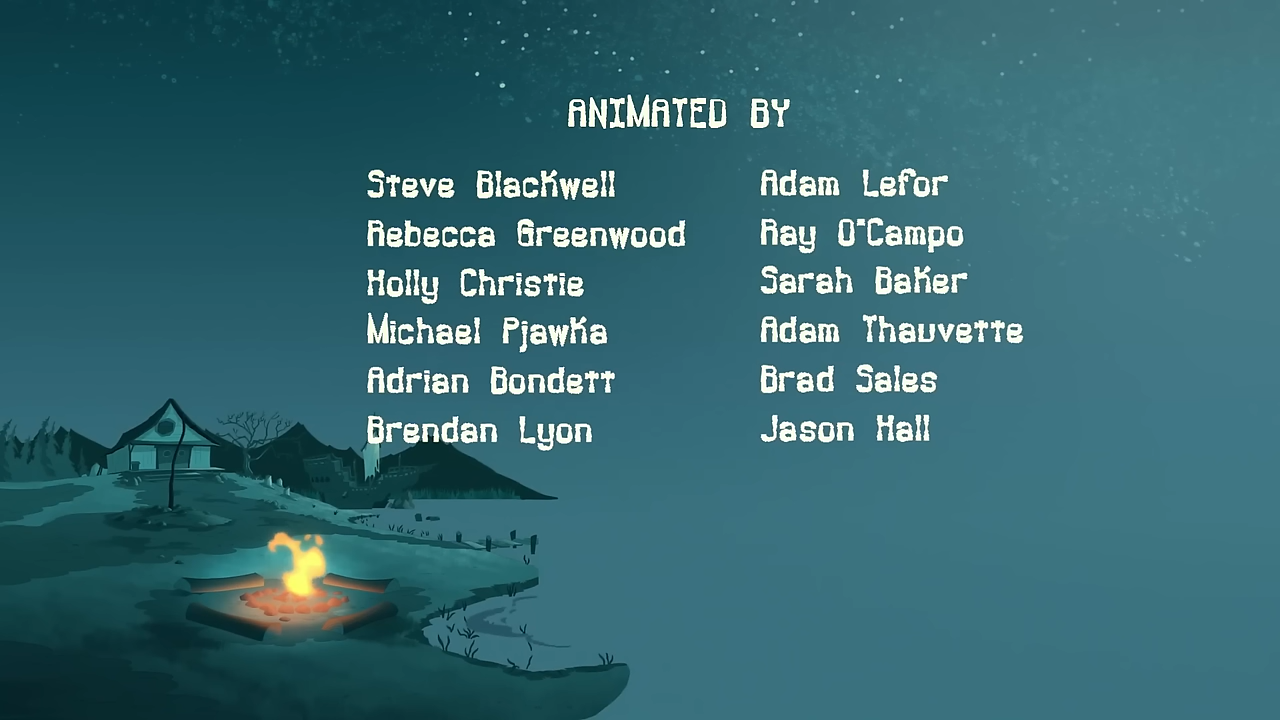 ANIMATED BY
Steve Blackwell
Rebecca Greenwood
Holly Christie
Michael Pjawka
Adrian Bondett
Brendan Lyon
Adam Lefor
Ray O'Campo
Sarah Baker
Adam Thauvette
Brad Sales
Jason Hall